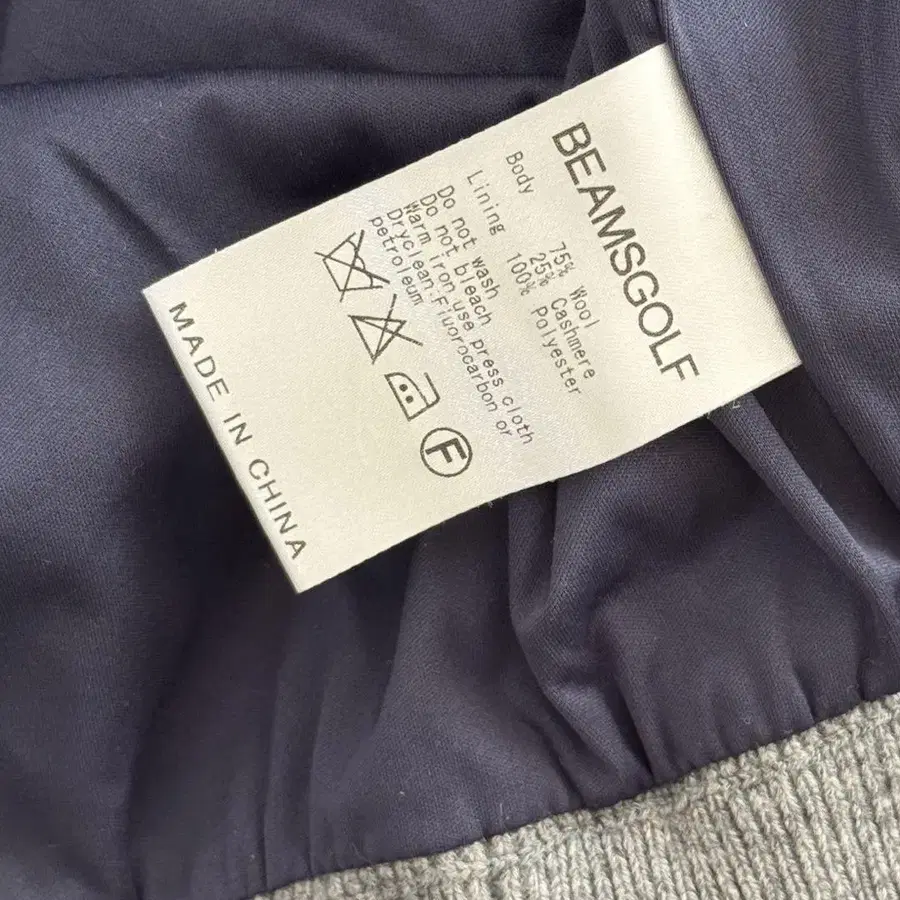 BEAMSGOLF
Body 75% Wool
25% Cashmere
Lining 100% Polyester
Do not wash
Do not bleach
Warm iron use press cloth
Dryclean:Fiuorocarbon or
petroleum
F
MADE IN CHINA